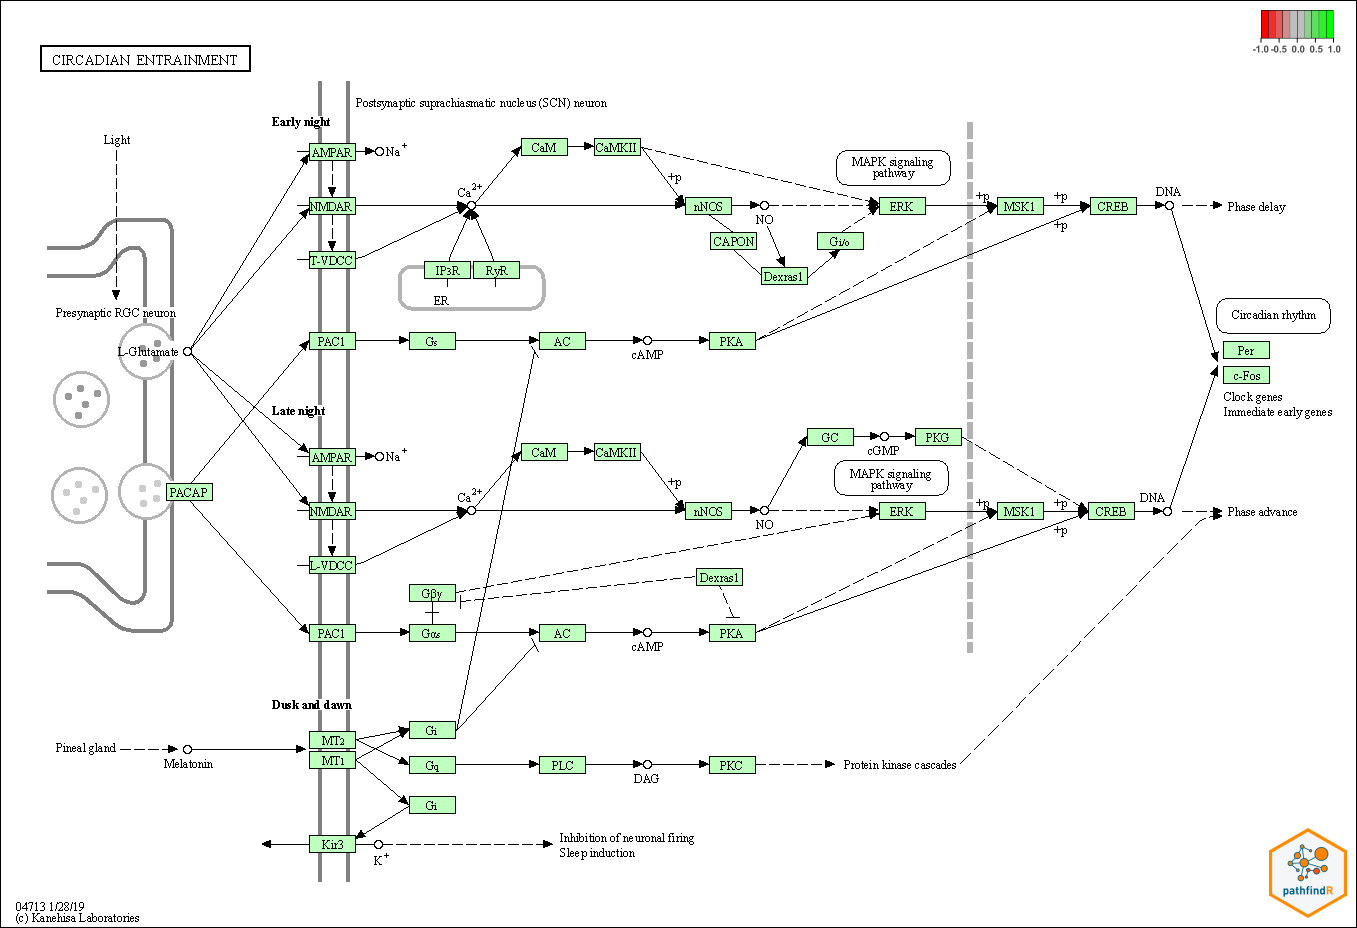 -1.0 -0.5 0.0 0.5 1.0
CIRCADIAN ENTRAINMENT
Postsynaptic suprachiasmatic nucleus (SCN) neuron
Early night
Light
AMPAR
Na+
CaM
CaMKII
MAPK signaling
pathway
+p
Ca2+
NMDAR
nNOS
NO
ERK
+p
MSK1
+p
CREB
DNA
Phase delay
+p
CAPON
Gi/o
T-VDCC
IP3R
RyR
Dexras1
ER
Presynaptic RGC neuron
Circadian rhythm
L-Glutamate
PAC1
Gs
AC
cAMP
PKA
Per
c-Fos
Clock genes
Immediate early genes
Late night
AMPAR
Na+
CaM
CaMKII
GC
cGMP
PKG
MAPK signaling
pathway
PACAP
+p
Ca2+
NMDAR
nNOS
NO
ERK
+p
MSK1
+p
CREB
DNA
Phase advance
+p
L-VDCC
Dexras1
Gβγ
PAC1
Gαs
AC
cAMP
PKA
Dusk and dawn
Pineal gland
Melatonin
MT2
MT1
Gi
Gq
PLC
DAG
PKC
Protein kinase cascades
Gi
Kir3
K+
Inhibition of neuronal firing
Sleep induction
pathfindR
04713 1/28/19
(c) Kanehisa Laboratories